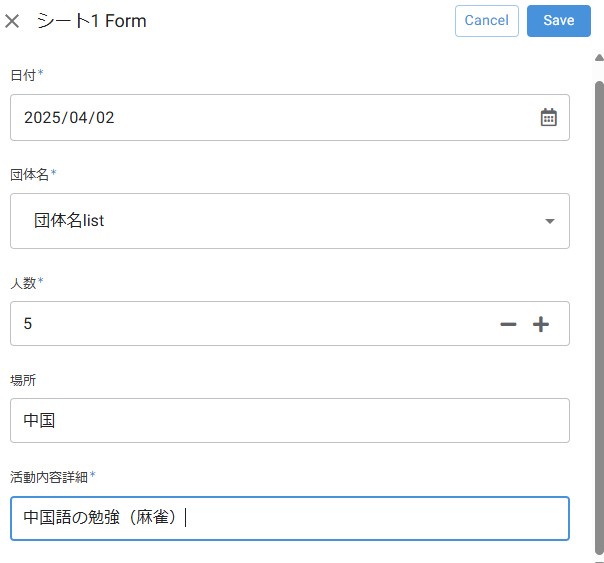 シート1 Form
Cancel
Save
日付*
2025/04/02
団体名*
団体名list
人数*
5
場所
中国
活動内容詳細*
中国語の勉強（麻雀）